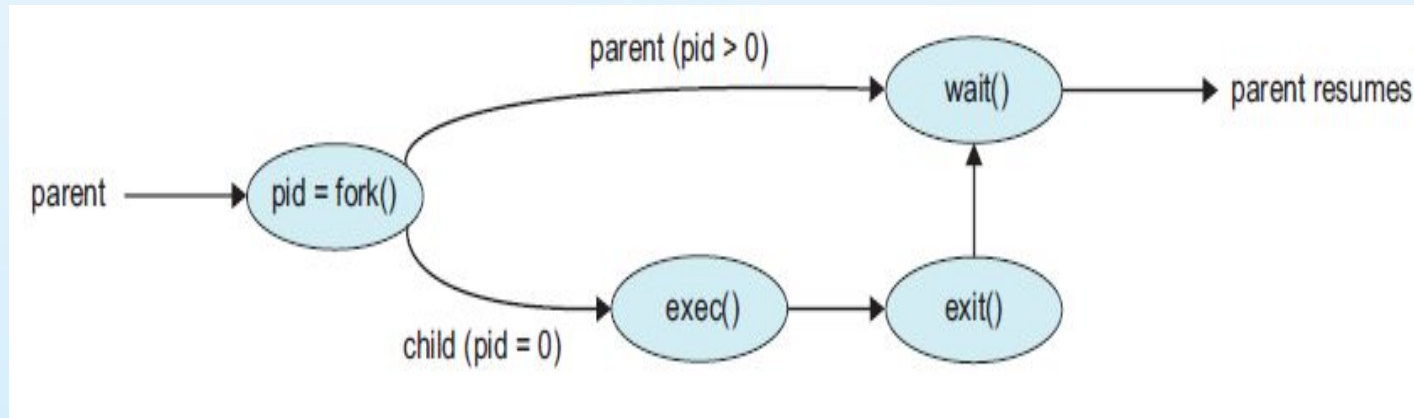 parent (pid > 0)
wait()
parent resumes
parent
pid = fork()
exec()
exit()
child (pid = 0)